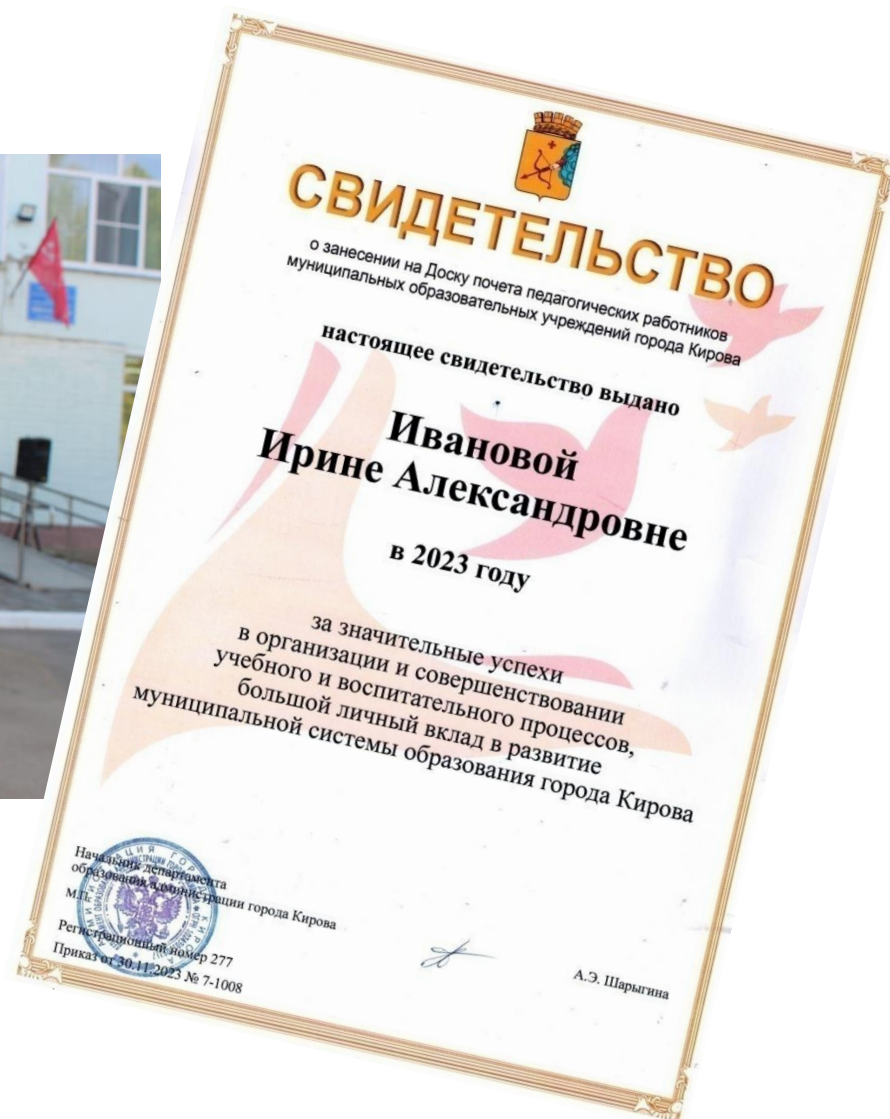 СВИДЕТЕЛЬСТВО
о занесении на Доску почета педагогических работников
муниципальных образовательных учреждений города Кирова
настоящее свидетельство выдано
Ивановой
Ирине Александровне
в 2023 году
за значительные успехи
в организации и совершенствовании
учебного и воспитательного процессов,
большой личный вклад в развитие
муниципальной системы образования города Кирова
Начальник департамента
образования администрации города Кирова
М.П.
Регистрационный номер 277
Приказ от 30.11.2023 № 7-1008
А.Э. Шарыгина